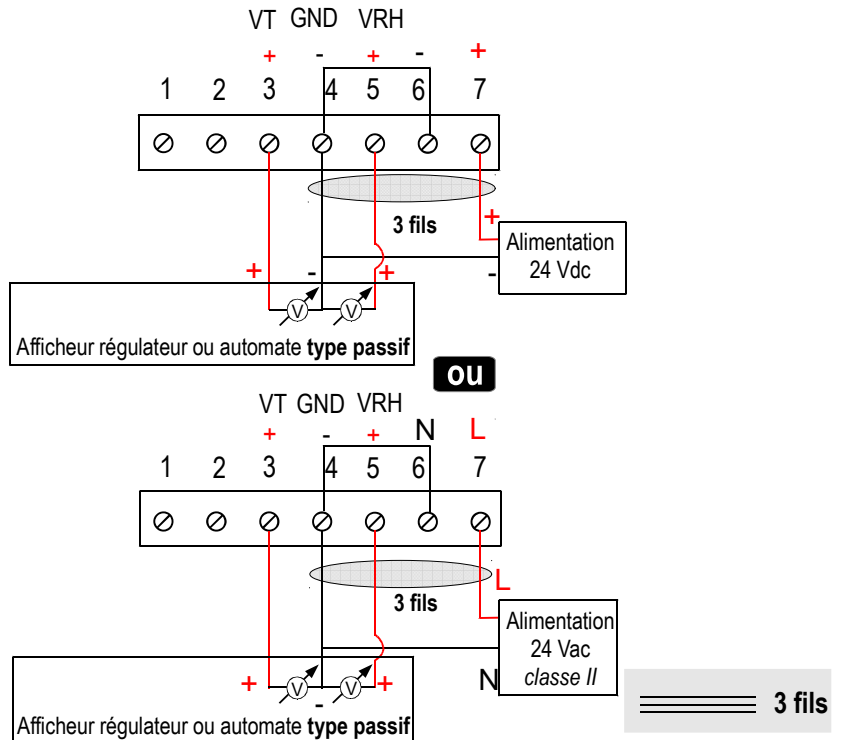 VT GND VRH
+ - + - +
1 2 3 4 5 6 7
3 fils
+
Alimentation
24 Vdc
-
+ - +
V V
Afficheur régulateur ou automate type passif
ou
VT GND VRH
+ - + N L
1 2 3 4 5 6 7
L
3 fils
Alimentation
24 Vac
classe II
N
+ - +
V V
Afficheur régulateur ou automate type passif
3 fils